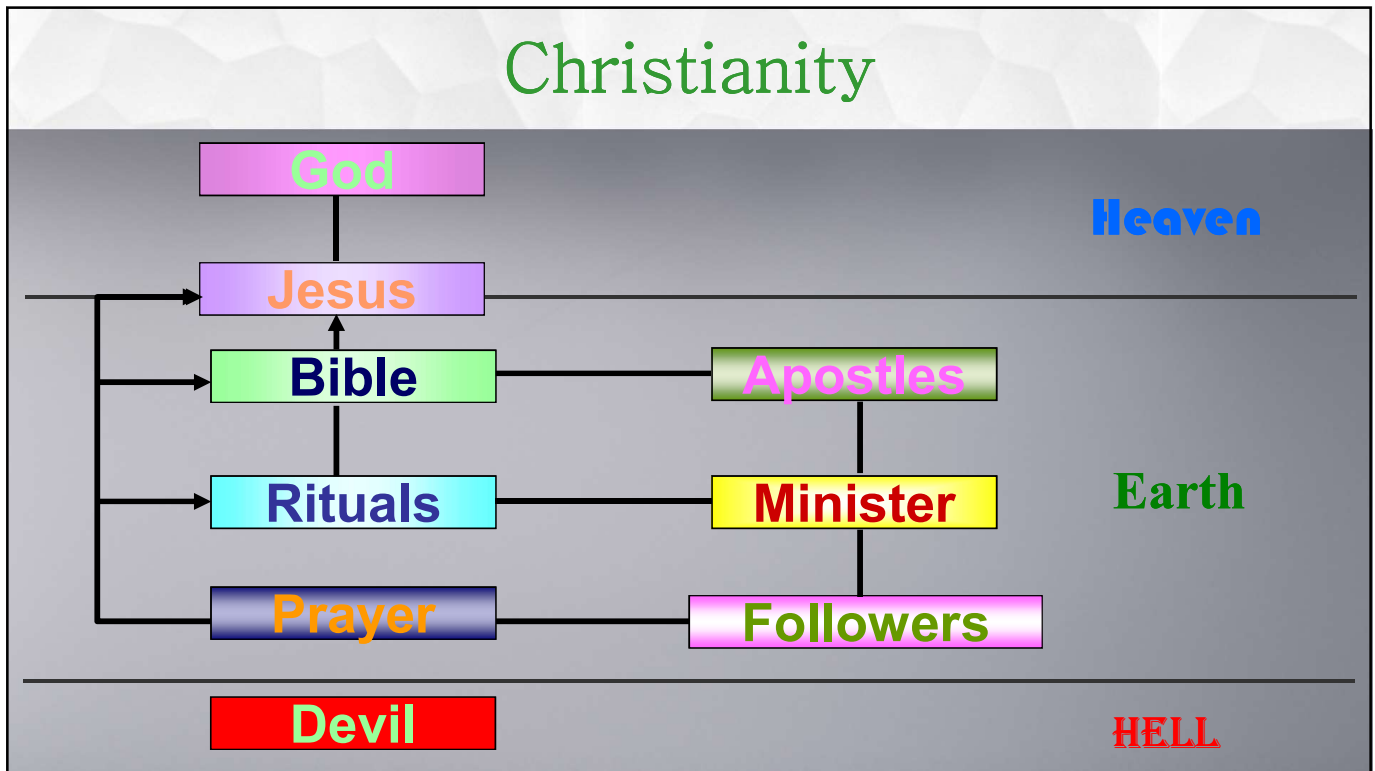 Christianity
God
Heaven
Jesus
Bible
Apostles
Rituals
Minister
Earth
Prayer
Followers
Devil
HELL